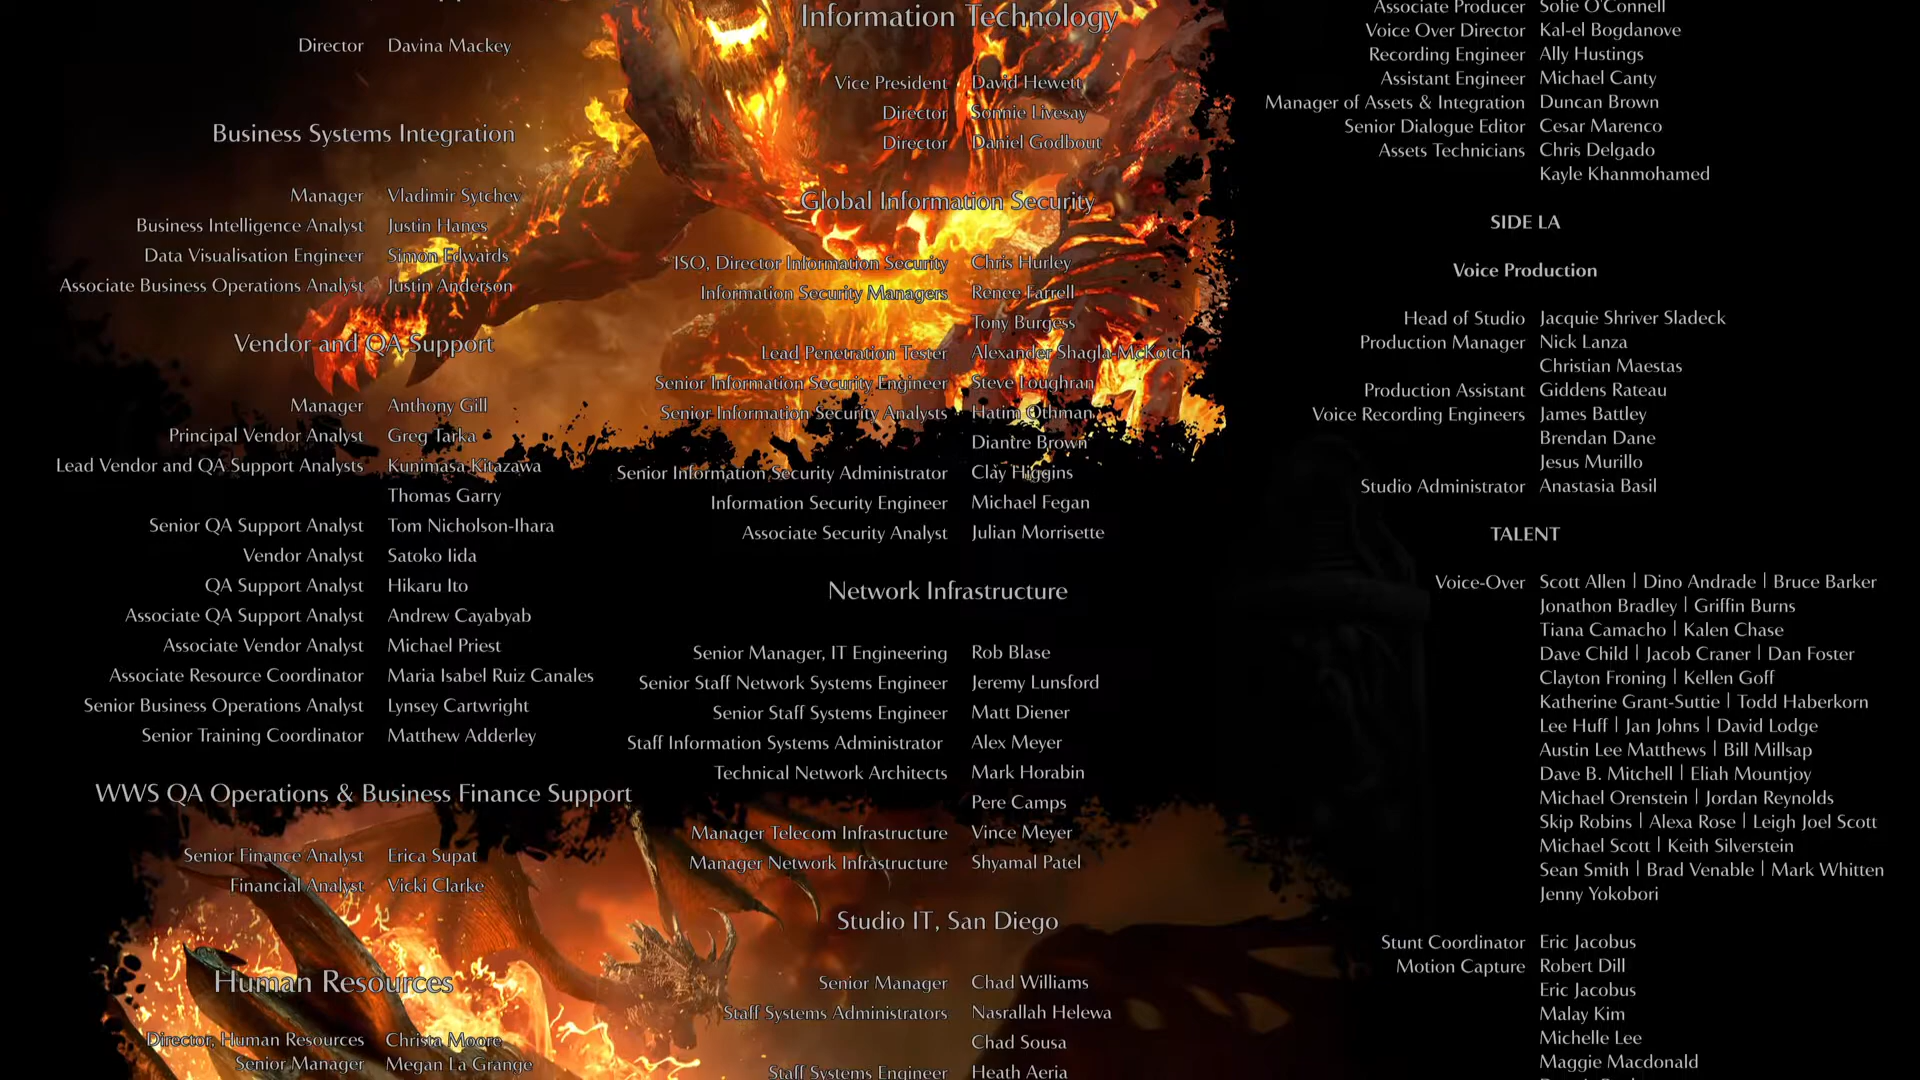 Director Davina Mackey
Business Systems Integration
Manager Vladimir Sytchev
Business Intelligence Analyst Justin Hanes
Data Visualisation Engineer Simon Edwards
Associate Business Operations Analyst Justin Anderson
Vendor and QA Support
Manager Anthony Gill
Principal Vendor Analyst Greg Tarka
Lead Vendor and QA Support Analysts Kunimasa Kitazawa
Thomas Garry
Senior QA Support Analyst Tom Nicholson-Ihara
Vendor Analyst Satoko Iida
QA Support Analyst Hikaru Ito
Associate QA Support Analyst Andrew Cayabyab
Associate Vendor Analyst Michael Priest
Associate Resource Coordinator Maria Isabel Ruiz Canales
Senior Business Operations Analyst Lynsey Cartwright
Senior Training Coordinator Matthew Adderley
WWS QA Operations & Business Finance Support
Senior Finance Analyst Erica Supat
Financial Analyst Vicki Clarke
Human Resources
Director, Human Resources Christa Moore
Senior Manager Megan La Grange
Information Technology
Vice President David Hewett
Director Sonnie Livesay
Director Daniel Godbout
Global Information Security
ISO, Director Information Security Chris Hurley
Information Security Managers Renee Farrell
Tony Burgess
Lead Penetration Tester Alexander Shagla-McKotch
Senior Information Security Engineer Steve Loughran
Senior Information Security Analysts Hatim Othman
Diantre Brown
Senior Information Security Administrator Clay Higgins
Information Security Engineer Michael Fegan
Associate Security Analyst Julian Morrisette
Network Infrastructure
Senior Manager, IT Engineering Rob Blase
Senior Staff Network Systems Engineer Jeremy Lunsford
Senior Staff Systems Engineer Matt Diener
Staff Information Systems Administrator Alex Meyer
Technical Network Architects Mark Horabin
Pere Camps
Manager Telecom Infrastructure Vince Meyer
Manager Network Infrastructure Shyamal Patel
Studio IT, San Diego
Senior Manager Chad Williams
Staff Systems Administrators Nasrallah Helewa
Chad Sousa
Staff Systems Engineer Heath Aeria
Associate Producer Sofie O'Connell
Voice Over Director Kal-el Bogdanove
Recording Engineer Ally Hustings
Assistant Engineer Michael Canty
Manager of Assets & Integration Duncan Brown
Senior Dialogue Editor Cesar Marenco
Assets Technicians Chris Delgado
Kayle Khanmohamed
SIDE LA
Voice Production
Head of Studio Jacquie Shriver Sladeck
Production Manager Nick Lanza
Christian Maestas
Production Assistant Giddens Rateau
Voice Recording Engineers James Battley
Brendan Dane
Jesus Murillo
Studio Administrator Anastasia Basil
TALENT
Voice-Over Scott Allen | Dino Andrade | Bruce Barker
Jonathon Bradley | Griffin Burns
Tiana Camacho | Kalen Chase
Dave Child | Jacob Craner | Dan Foster
Clayton Froning | Kellen Goff
Katherine Grant-Suttie | Todd Haberkorn
Lee Huff | Jan Johns | David Lodge
Austin Lee Matthews | Bill Millsap
Dave B. Mitchell | Eliah Mountjoy
Michael Orenstein | Jordan Reynolds
Skip Robins | Alexa Rose | Leigh Joel Scott
Michael Scott | Keith Silverstein
Sean Smith | Brad Venable | Mark Whitten
Jenny Yokobori
Stunt Coordinator Eric Jacobus
Motion Capture Robert Dill
Eric Jacobus
Malay Kim
Michelle Lee
Maggie Macdonald